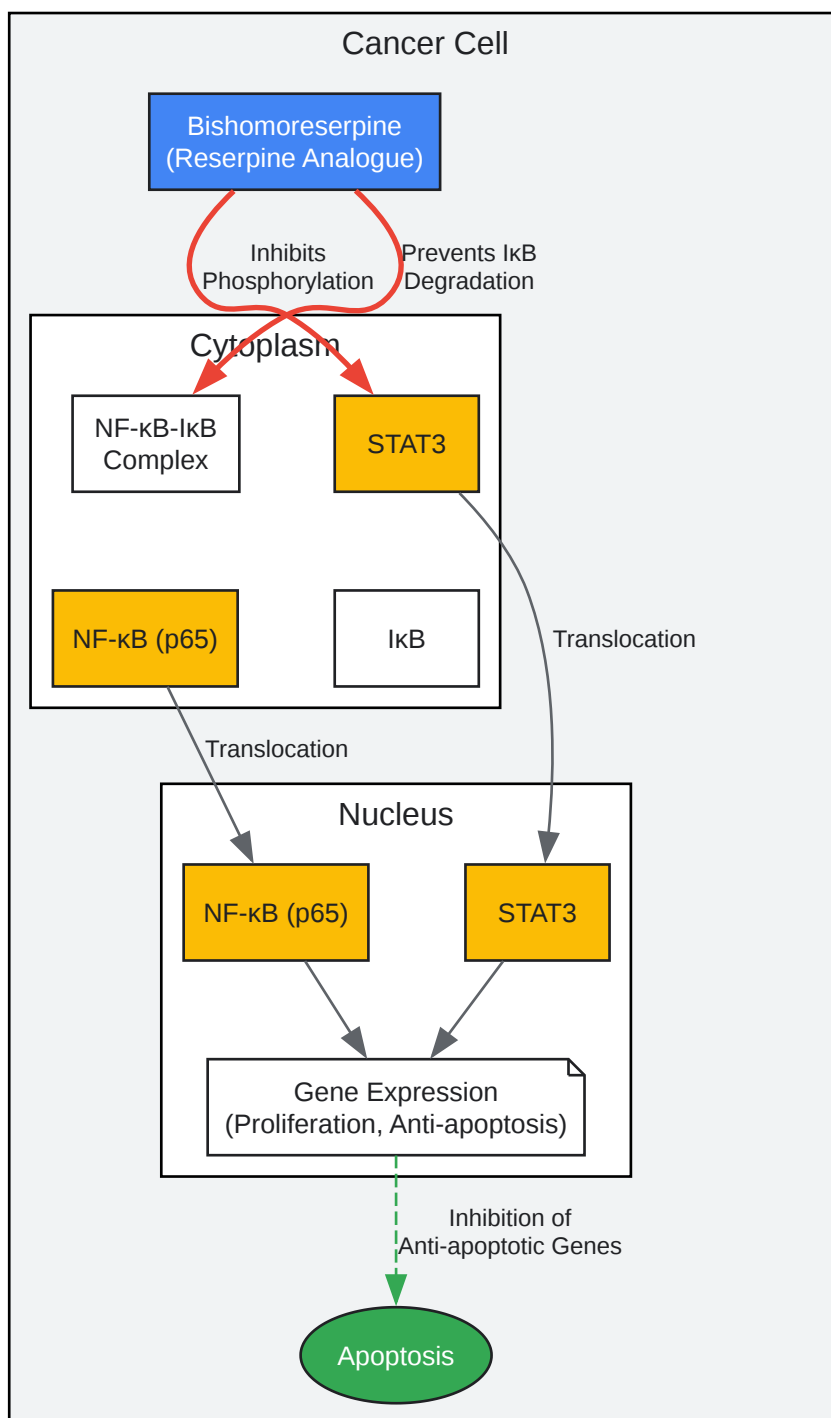 Cancer Cell
Bishomoreserpine
(Reserpine Analogue)
Inhibits
Phosphorylation
Prevents IκB
Degradation
Cytoplasm
NF-κB-IκB
Complex
STAT3
NF-κB (p65)
IκB
Translocation
Translocation
Nucleus
NF-κB (p65)
STAT3
Gene Expression
(Proliferation, Anti-apoptosis)
Inhibition of
Anti-apoptotic Genes
Apoptosis